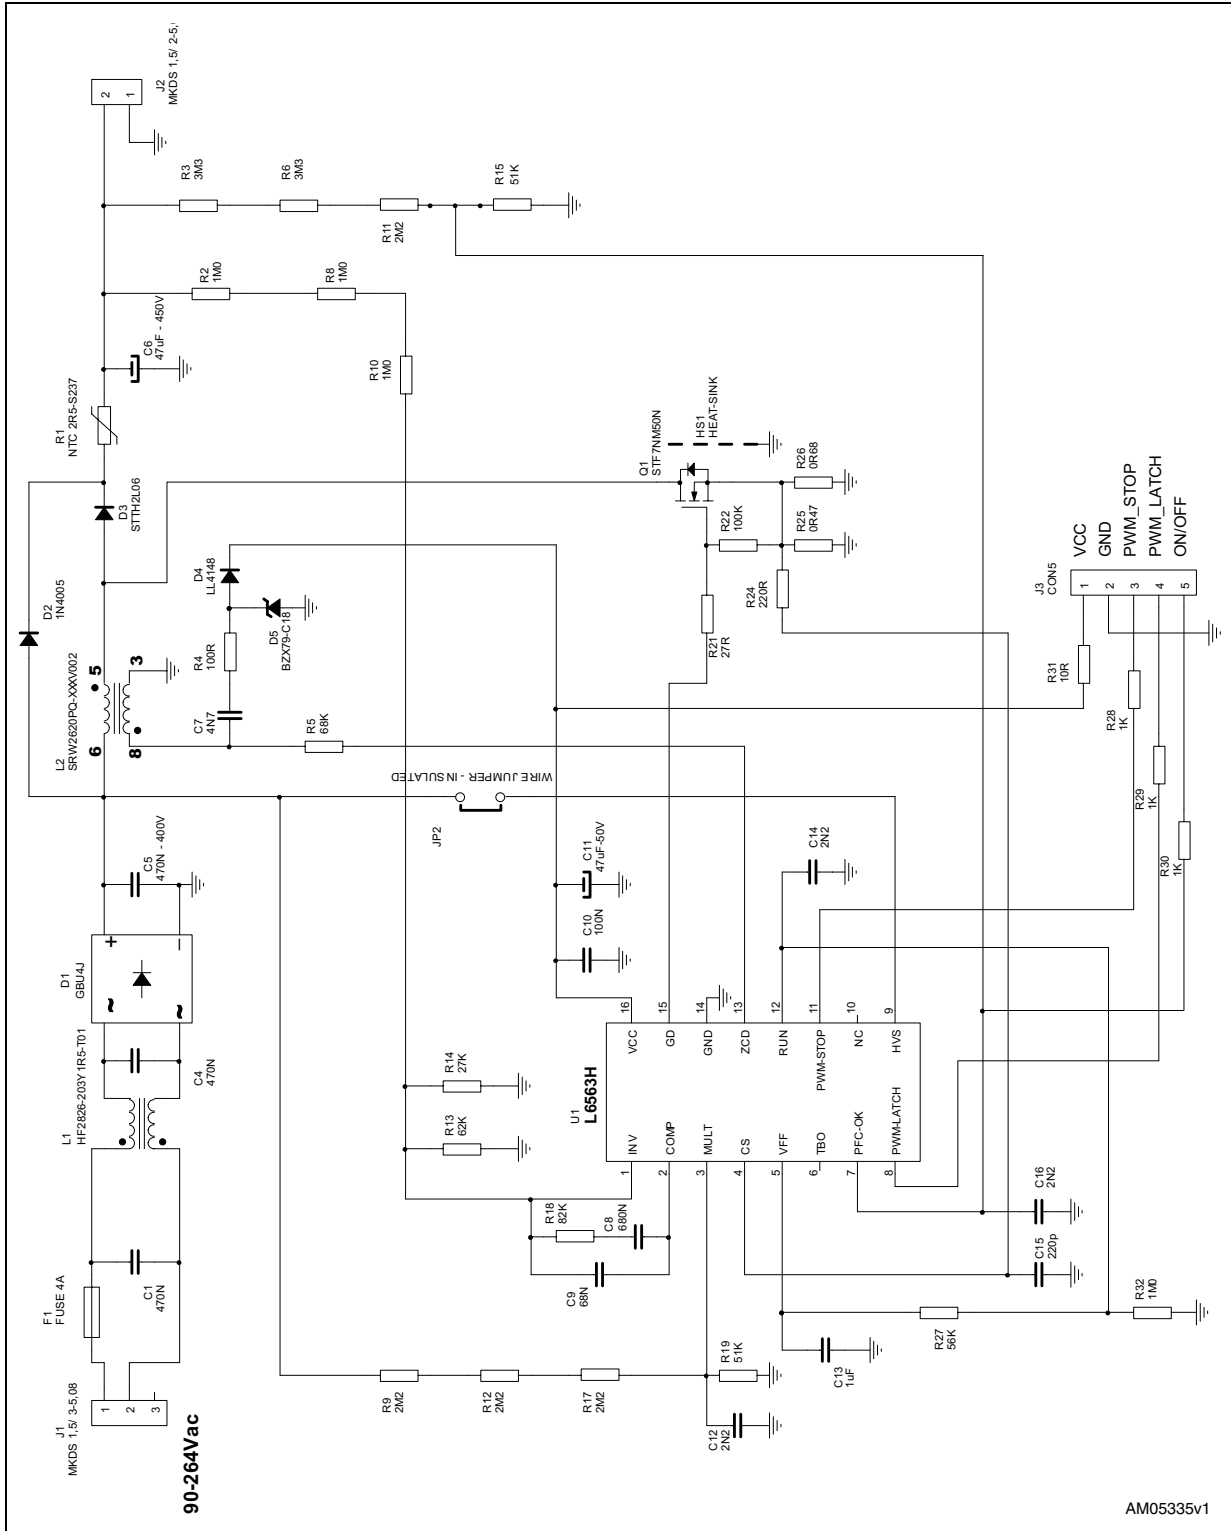 J2
MKDS 1,5/ 2-5,
2
1
R3
3M3
R6
3M3
R11
2M2
R15
51K
R2
1M0
R8
1M0
R10
1M0
C6
47uF - 450V
R1
NTC 2R5-S237
D3
STTH2L06
D2
1N4005
L2
SRW2620PQ-XXXV002
5
3
6
8
D4
LL4148
D5
BZX79-C18
R4
100R
C7
4N7
R5
68K
Q1
STF7NM50N
HS1
HEAT-SINK
R22
100K
R26
0R68
R25
0R47
R24
220R
R21
27R
J3
CON5
VCC
GND
PWM_STOP
PWM_LATCH
ON/OFF
1
2
3
4
5
R31
10R
R28
1K
R29
1K
R30
1K
JP2
WIRE JUMPER - INSULATED
C5
470N - 400V
D1
GBU4J
+
-
~
~
C4
470N
L1
HF2826-203Y1R5-T01
C1
470N
F1
FUSE 4A
J1
MKDS 1,5/ 3-5,08
1
2
3
90-264Vac
C11
47uF-50V
C10
100N
C14
2N2
R14
27K
R13
62K
U1
L6563H
16
VCC
15
GD
14
GND
13
ZCD
12
RUN
11
PWM-STOP
10
NC
9
HVS
1
INV
2
COMP
3
MULT
4
CS
5
VFF
6
TBO
7
PFC-OK
8
PWM-LATCH
R18
82K
C8
680N
C9
68N
R9
2M2
R12
2M2
R17
2M2
R19
51K
C12
2N2
C13
1uF
R27
56K
R32
1M0
C15
220p
C16
2N2
AM05335v1